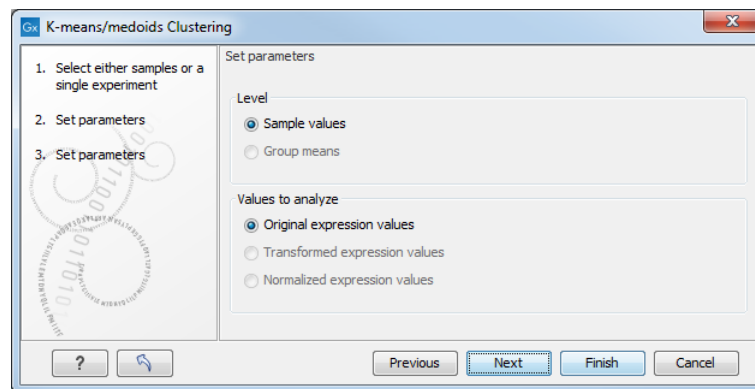 Gx K-means/medoids Clustering
1. Select either samples or a
single experiment
2. Set parameters
3. Set parameters
Set parameters
Level
Sample values
Group means
Values to analyze
Original expression values
Transformed expression values
Normalized expression values
? Previous Next Finish Cancel